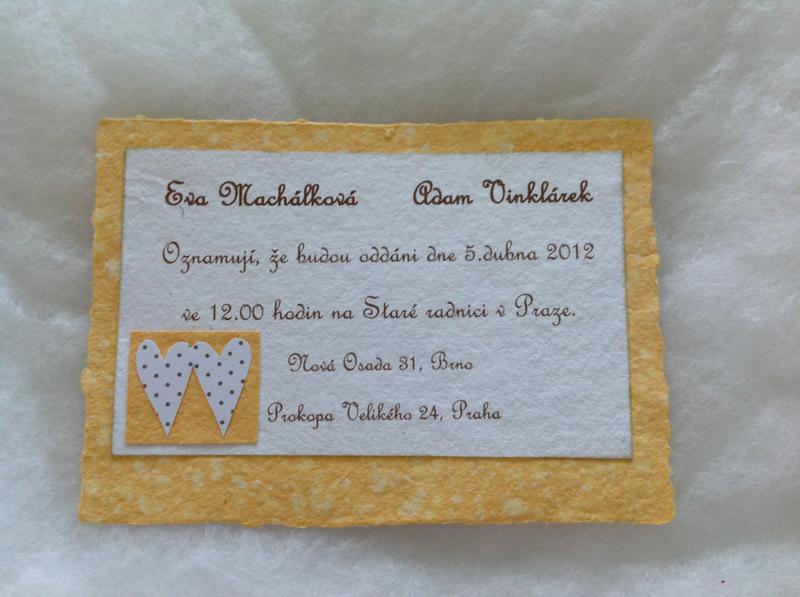 Eva Machálková Adam Vinklárek
Oznamují, že budou oddáni dne 5.dubna 2012
ve 12.00 hodin na Staré radnici v Praze.
Nová Osada 31, Brno
Prokopa Velikého 24, Praha